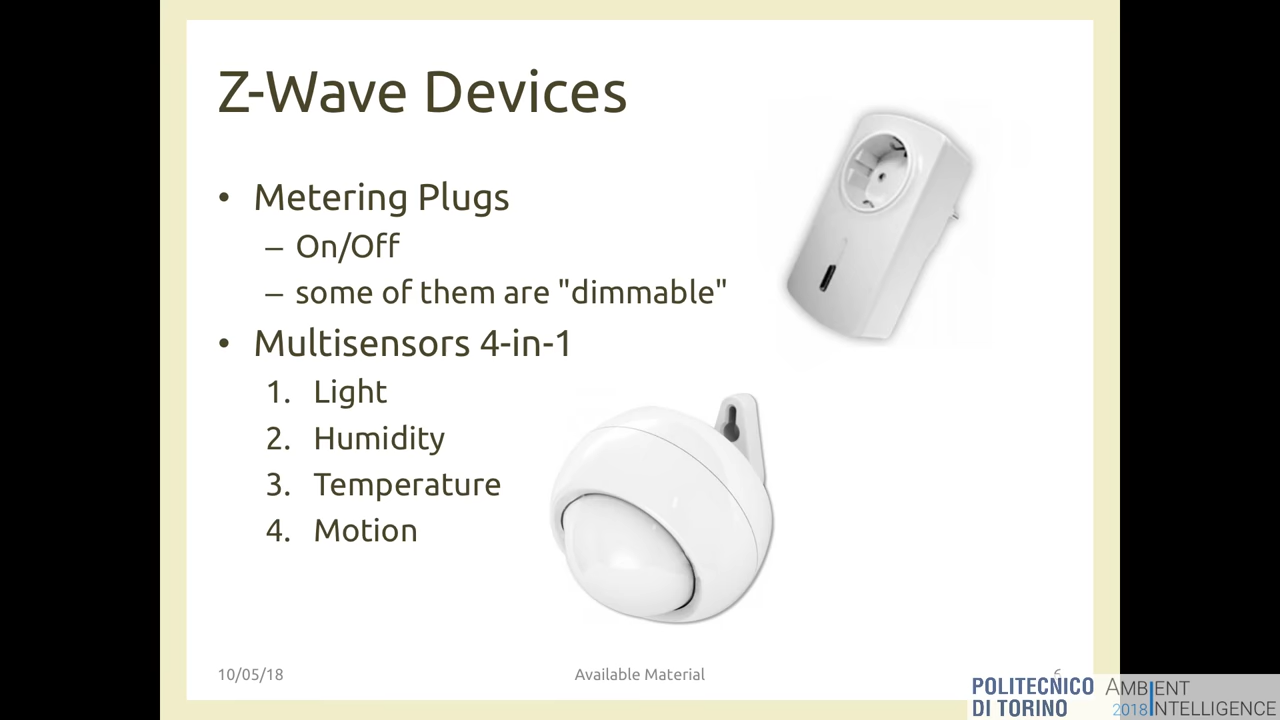 Z-Wave Devices
• Metering Plugs
– On/Off
– some of them are "dimmable"
• Multisensors 4-in-1
1. Light
2. Humidity
3. Temperature
4. Motion
10/05/18
Available Material
POLITECNICO
DI TORINO
AMBIENT
2018 INTELLIGENCE